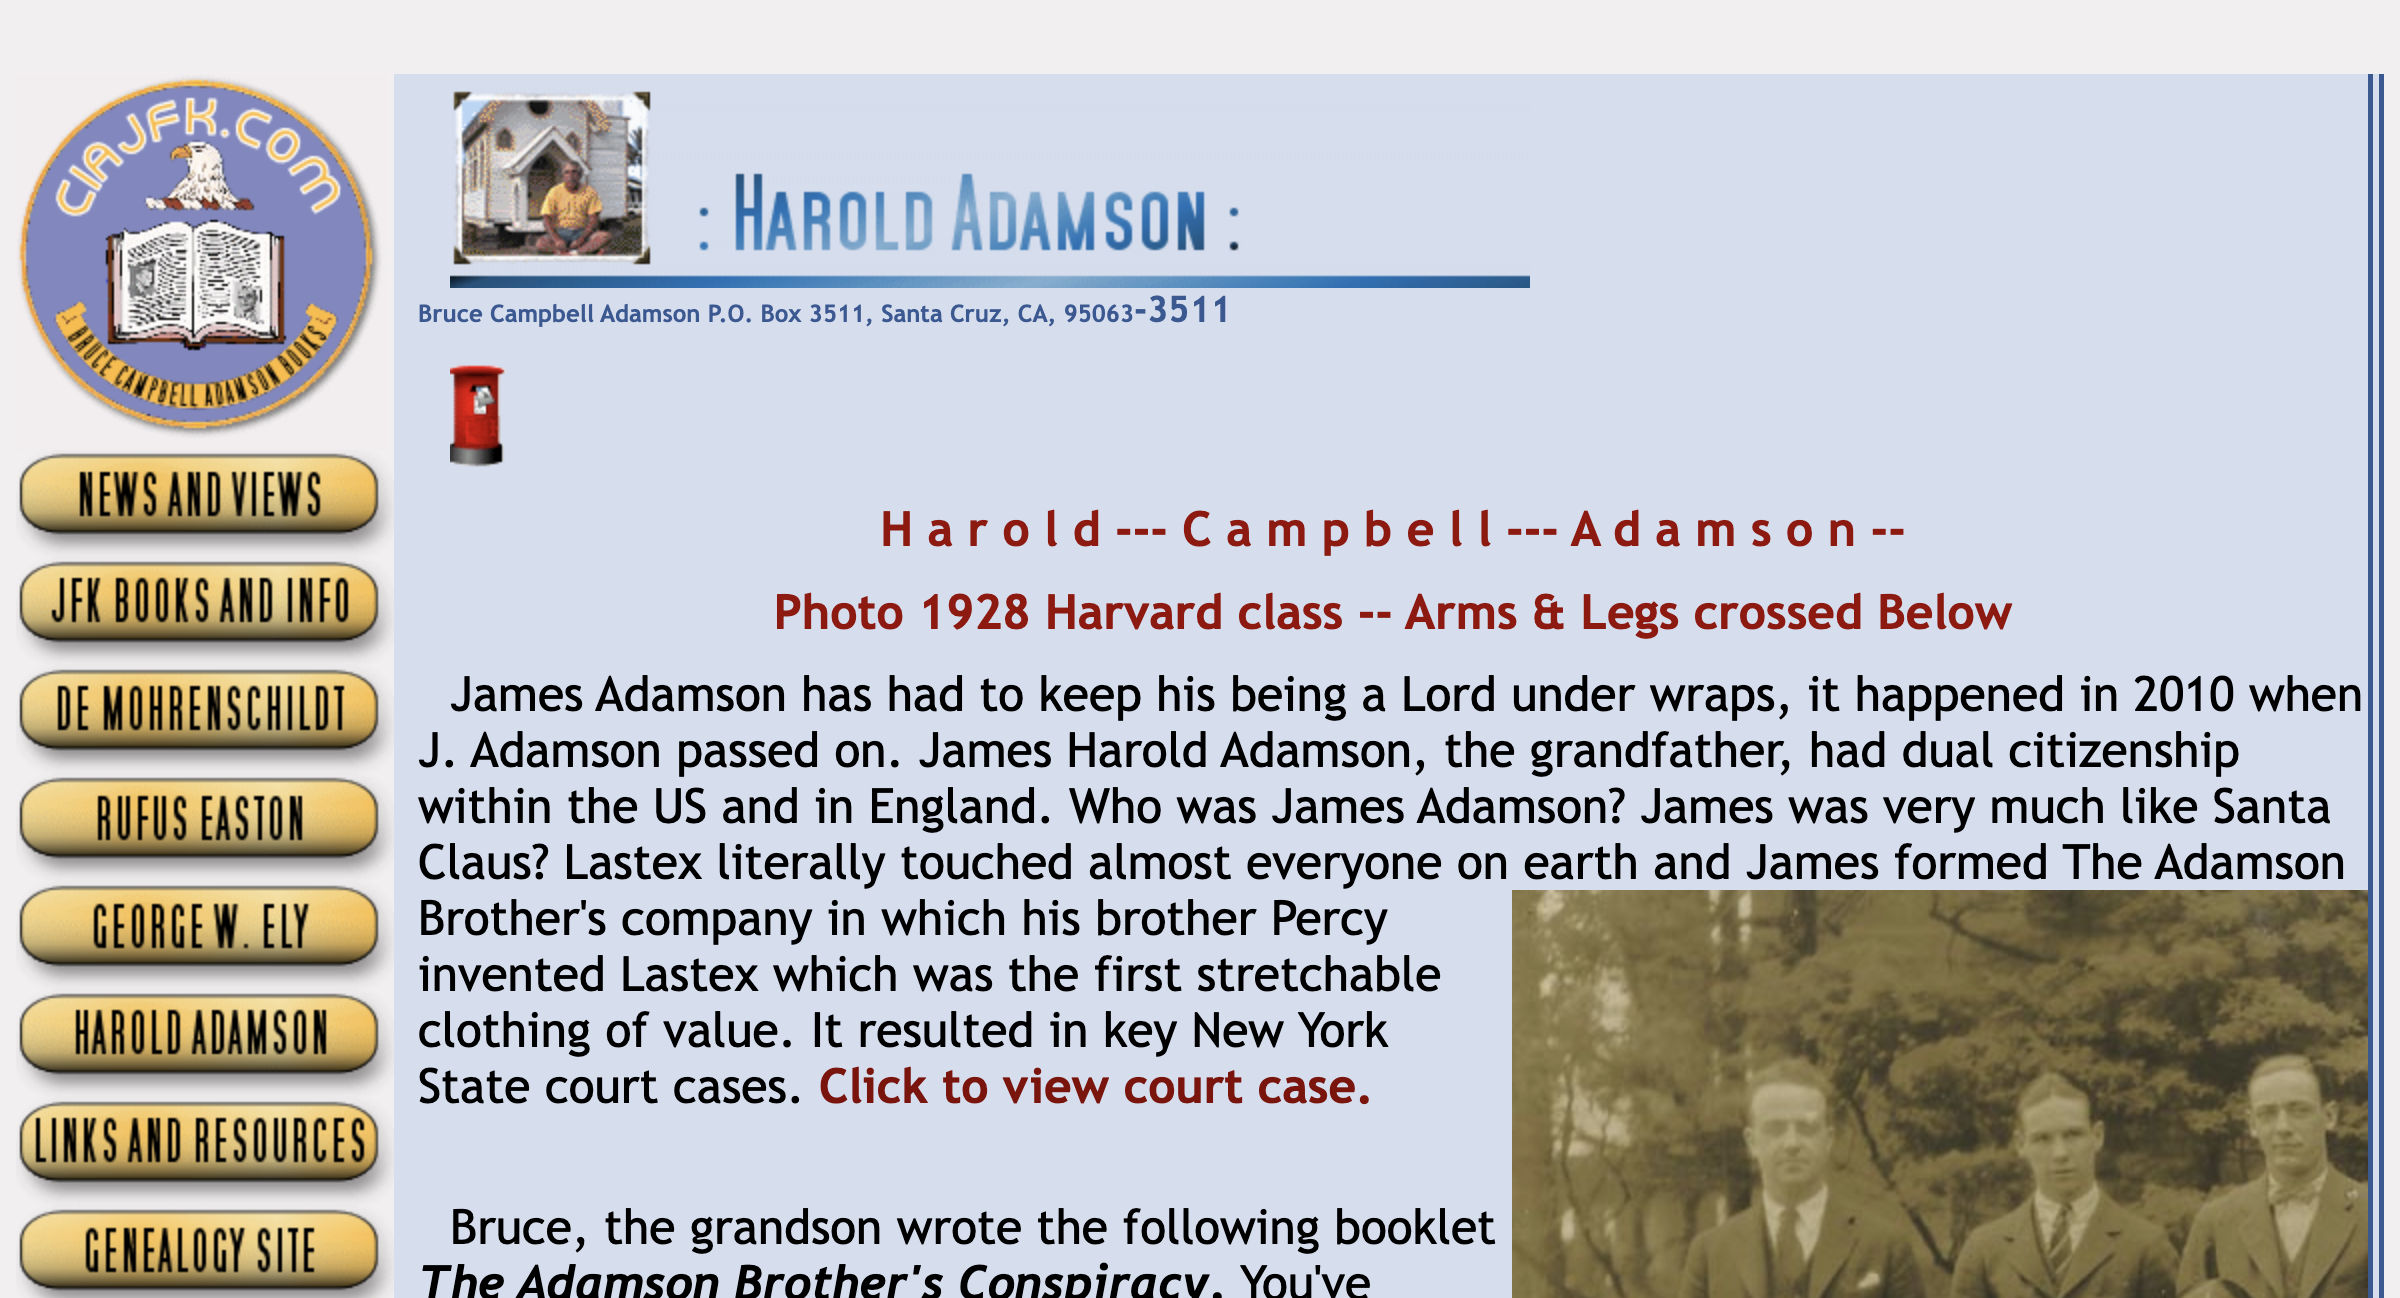 CIAJFK.COM
BRUCE CAMPBELL ADAMSON BOOKS
NEWS AND VIEWS
JFK BOOKS AND INFO
DE MOHRENSCHILDT
RUFUS EASTON
GEORGE W. ELY
HAROLD ADAMSON
LINKS AND RESOURCES
GENEALOGY SITE
: HAROLD ADAMSON :
Bruce Campbell Adamson P.O. Box 3511, Santa Cruz, CA, 95063-3511
H a r o l d --- C a m p b e l l --- A d a m s o n --
Photo 1928 Harvard class -- Arms & Legs crossed Below
James Adamson has had to keep his being a Lord under wraps, it happened in 2010 when
J. Adamson passed on. James Harold Adamson, the grandfather, had dual citizenship
within the US and in England. Who was James Adamson? James was very much like Santa
Claus? Lastex literally touched almost everyone on earth and James formed The Adamson
Brother's company in which his brother Percy
invented Lastex which was the first stretchable
clothing of value. It resulted in key New York
State court cases. Click to view court case.
Bruce, the grandson wrote the following booklet
The Adamson Brother's Conspiracy. You've